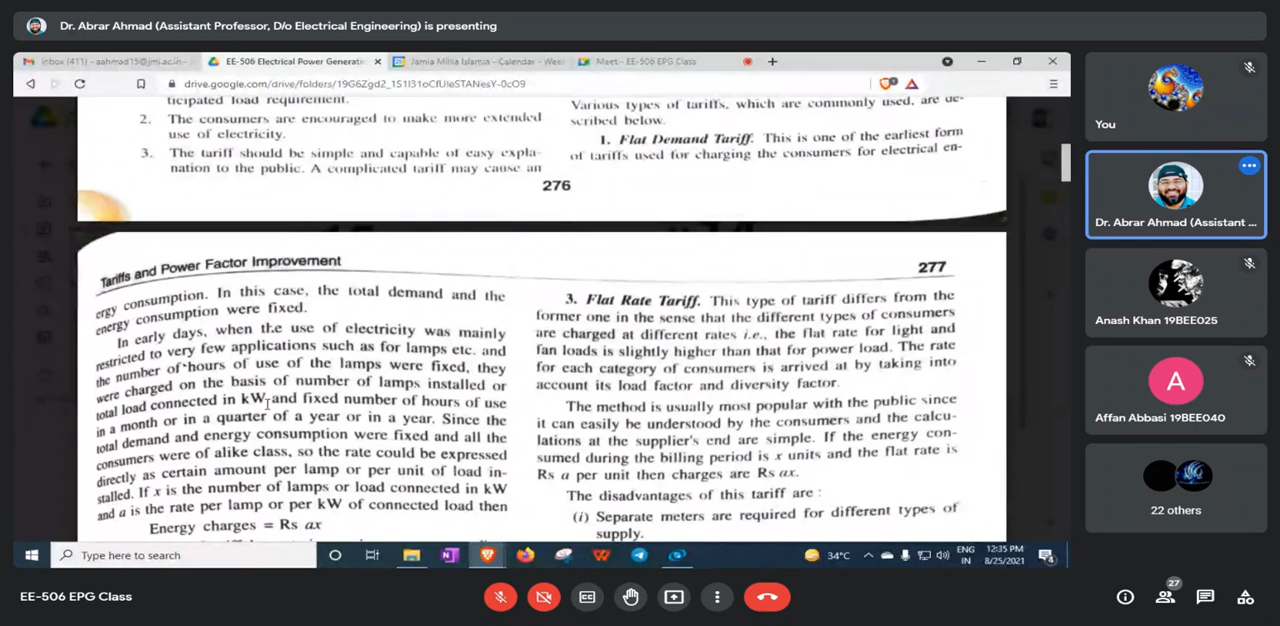 Dr. Abrar Ahmad (Assistant Professor, D/o Electrical Engineering) is presenting
inbox (411) - aahmad15@jmi.ac.in-
EE-506 Electrical Power Generati
Jamia Millia Islamia - Calendar - Wee
Meet - EE-506 EPG Class
drive.google.com/drive/folders/
ticipated load requirement.
2. The consumers are encouraged to make more extended
use of electricity.
3. The tariff should be simple and capable of easy expla-
nation to the public. A complicated tariff may cause an
Various types of tariffs, which are commonly used, are de-
scribed below.
1. Flat Demand Tariff. This is one of the earliest form
of tariffs used for charging the consumers for electrical en-
276
Tariffs and Power Factor Improvement
277
ergy consumption. In this case, the total demand and the
energy consumption were fixed.
In early days, when the use of electricity was mainly
restricted to very few applications such as for lamps etc. and
the number of hours of use of the lamps were fixed, they
were charged on the basis of number of lamps installed or
total load connected in kW and fixed number of hours of use
in a month or in a quarter of a year or in a year. Since the
total demand and energy consumption were fixed and all the
consumers were of alike class, so the rate could be expressed
directly as certain amount per lamp or per unit of load in-
stalled. If x is the number of lamps or load connected in kW
and a is the rate per lamp or per kW of connected load then
Energy charges = Rs ax
3. Flat Rate Tariff. This type of tariff differs from the
former one in the sense that the different types of consumers
are charged at different rates i.e., the flat rate for light and
fan loads is slightly higher than that for power load. The rate
for each category of consumers is arrived at by taking into
account its load factor and diversity factor.
The method is usually most popular with the public since
it can easily be understood by the consumers and the calcu-
lations at the supplier's end are simple. If the energy con-
sumed during the billing period is x units and the flat rate is
Rs a per unit then charges are Rs ax.
The disadvantages of this tariff are :
(i) Separate meters are required for different types of
supply.
Type here to search
34°C
ENG
IN
12:35 PM
8/25/2021
4
You
Dr. Abrar Ahmad (Assistant ...
Anash Khan 19BEE025
A
Affan Abbasi 19BEE040
22 others
EE-506 EPG Class
27